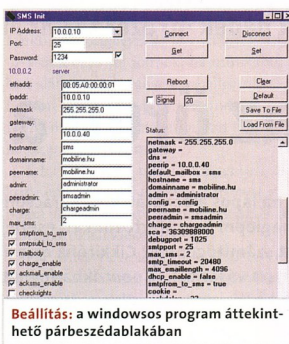 SMS Init
IP Address: 10.0.0.10
Port: 25
Password: 1234
Connect
Disconnect
Get
Set
10.0.0.2 server
ethaddr: 00:05:A0:00:00:01
ipaddr: 10.0.0.10
netmask 255.255.255.0
gateway:
peerip 10.0.0.40
hostname: sms
domainname: mobiline.hu
peername: mobiline.hu
admin: administrator
peeradmin: smsadmin
charge: chargeadmin
max_sms: 2
smtpfrom_to_sms
smtpsubj_to_sms
mailbody
charge_enable
ackmail_enable
acksms_enable
checkrights
Reboot
Clear
Signal 20
Default
Save To File
Load From File
Status:
netmask = 255.255.255.0
gateway =
dns =
peerip = 10.0.0.40
default_mailbox = sms
hostname = sms
domainname = mobiline.hu
admin = administrator
config = config
peername = mobiline.hu
peeradmin = smsadmin
charge = chargeadmin
sca = 36309888000
debugport = 1025
smtpport = 25
max_sms = 2
smtp_timeout = 20480
max_emaillength = 4096
dhcp_enable = false
smtpfrom_to_sms = true
cookie =
Beállítás: a windowsos program áttekint-
hető párbeszédablakában